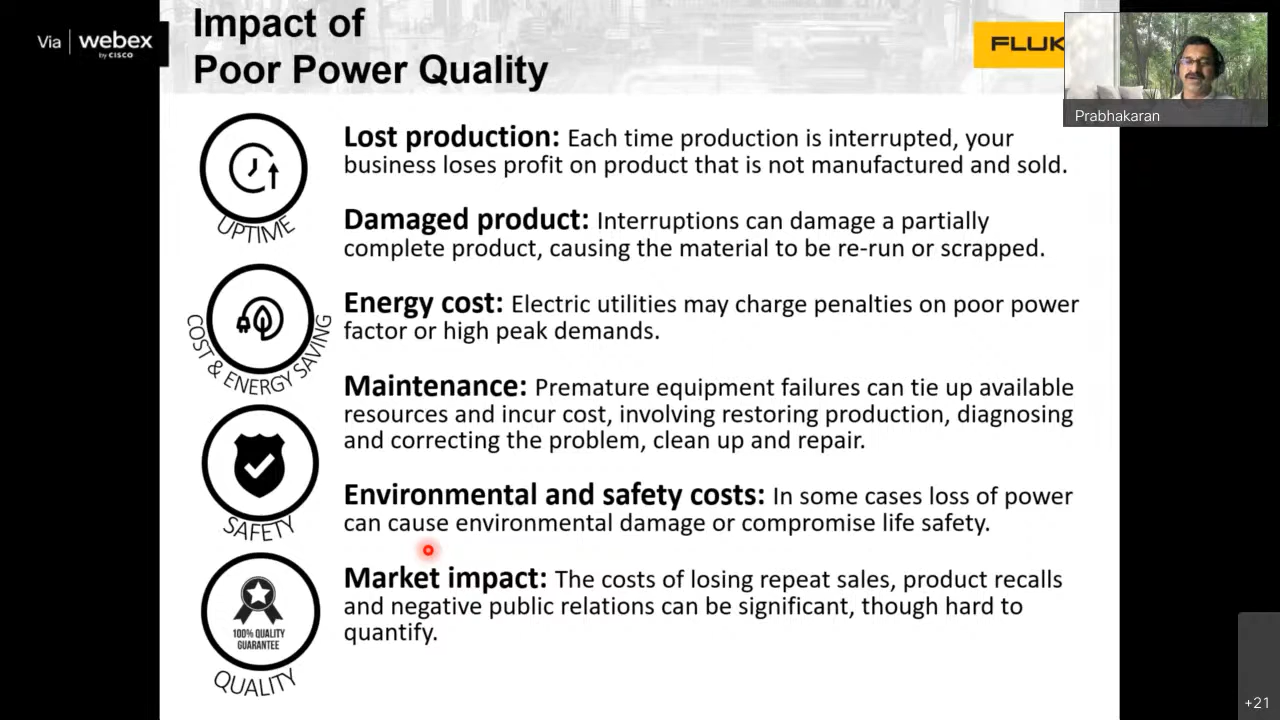 Impact of
Poor Power Quality
Via
webex
by CISCO
FLUK
Prabhakaran
Lost production: Each time production is interrupted, your
business loses profit on product that is not manufactured and sold.
UPTIME
Damaged product: Interruptions can damage a partially
complete product, causing the material to be re-run or scrapped.
Energy cost: Electric utilities may charge penalties on poor power
factor or high peak demands.
COST & ENERGY SAVING
Maintenance: Premature equipment failures can tie up available
resources and incur cost, involving restoring production, diagnosing
and correcting the problem, clean up and repair.
Environmental and safety costs: In some cases loss of power
can cause environmental damage or compromise life safety.
SAFETY
Market impact: The costs of losing repeat sales, product recalls
and negative public relations can be significant, though hard to
quantify.
100% QUALITY
GUARANTEE
QUALITY
+21